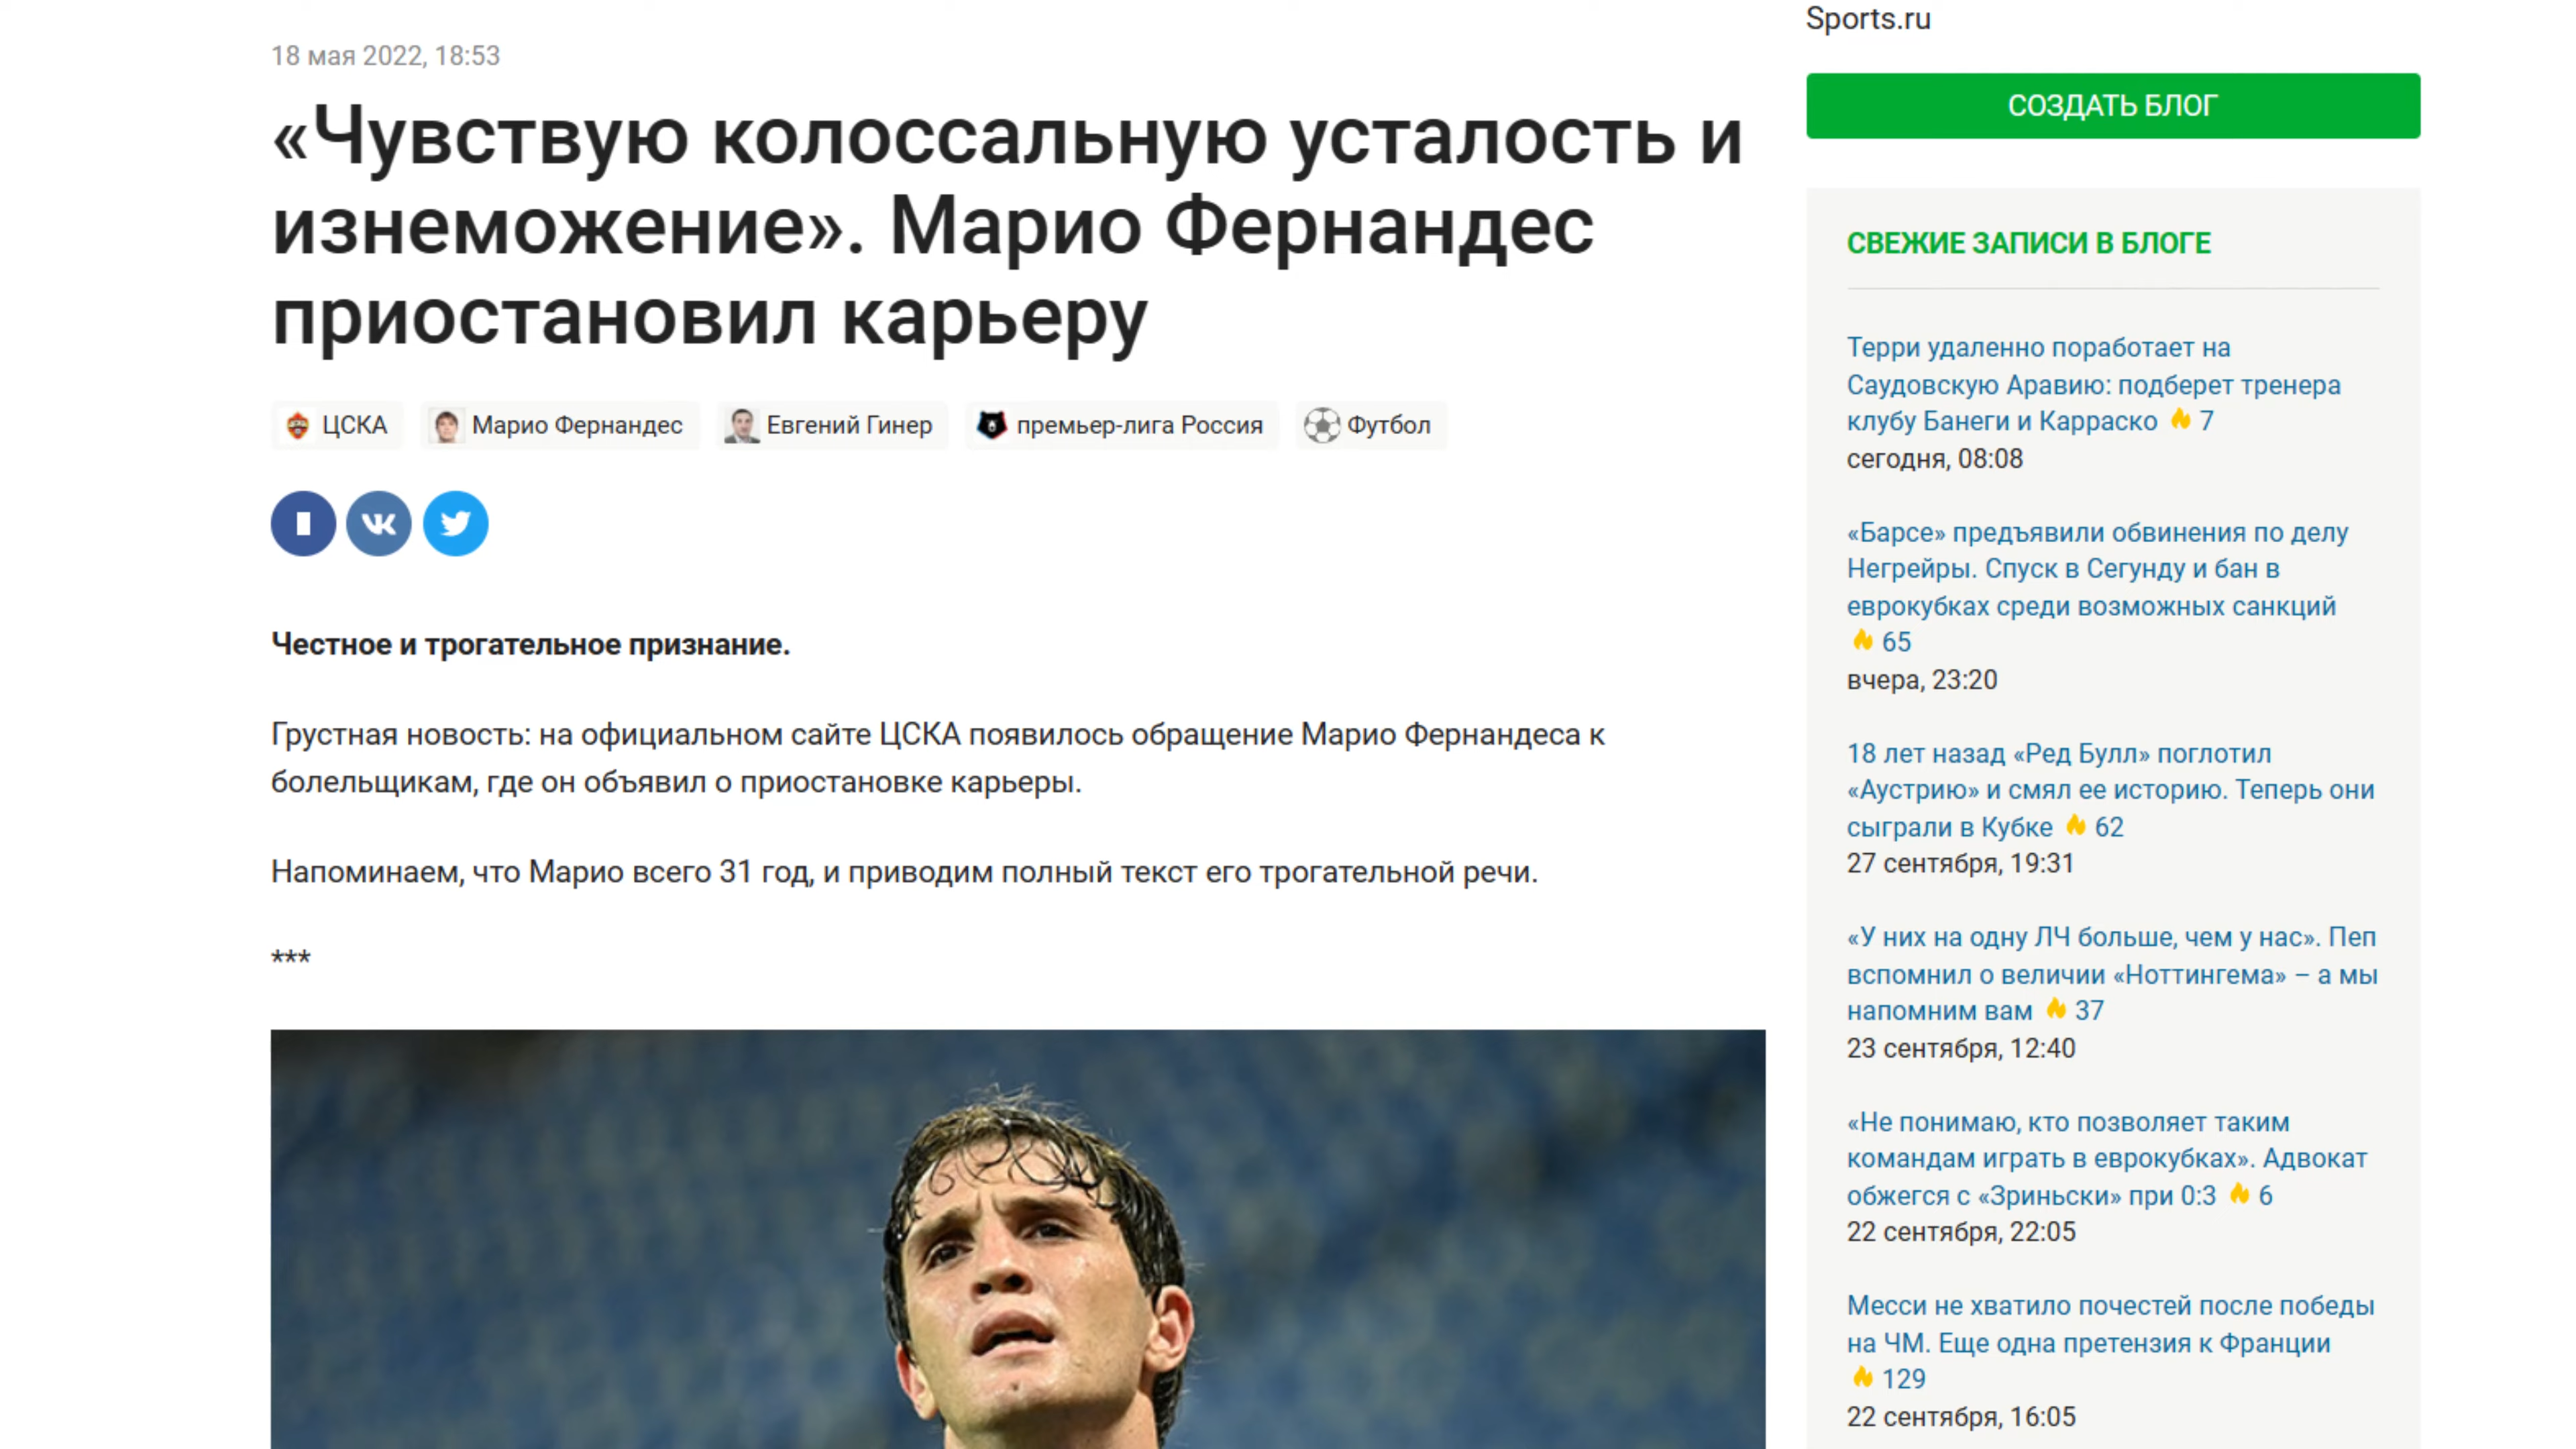 18 мая 2022, 18:53
«Чувствую колоссальную усталость и
изнеможение». Марио Фернандес
приостановил карьеру
ЦСКА Марио Фернандес Евгений Гинер премьер-лига Россия Футбол
Честное и трогательное признание.
Грустная новость: на официальном сайте ЦСКА появилось обращение Марио Фернандеса к
болельщикам, где он объявил о приостановке карьеры.
Напоминаем, что Марио всего 31 год, и приводим полный текст его трогательной речи.
***
Sports.ru
СОЗДАТЬ БЛОГ
СВЕЖИЕ ЗАПИСИ В БЛОГЕ
Терри удаленно поработает на
Саудовскую Аравию: подберет тренера
клубу Банеги и Карраско 7
сегодня, 08:08
«Барсе» предъявили обвинения по делу
Негрейры. Спуск в Сегунду и бан в
еврокубках среди возможных санкций
65
вчера, 23:20
18 лет назад «Ред Булл» поглотил
«Аустрию» и смял ее историю. Теперь они
сыграли в Кубке 62
27 сентября, 19:31
«У них на одну ЛЧ больше, чем у нас». Пеп
вспомнил о величии «Ноттингема» – а мы
напомним вам 37
23 сентября, 12:40
«Не понимаю, кто позволяет таким
командам играть в еврокубках». Адвокат
обжегся с «Зриньски» при 0:3 6
22 сентября, 22:05
Месси не хватило почестей после победы
на ЧМ. Еще одна претензия к Франции
129
22 сентября, 16:05